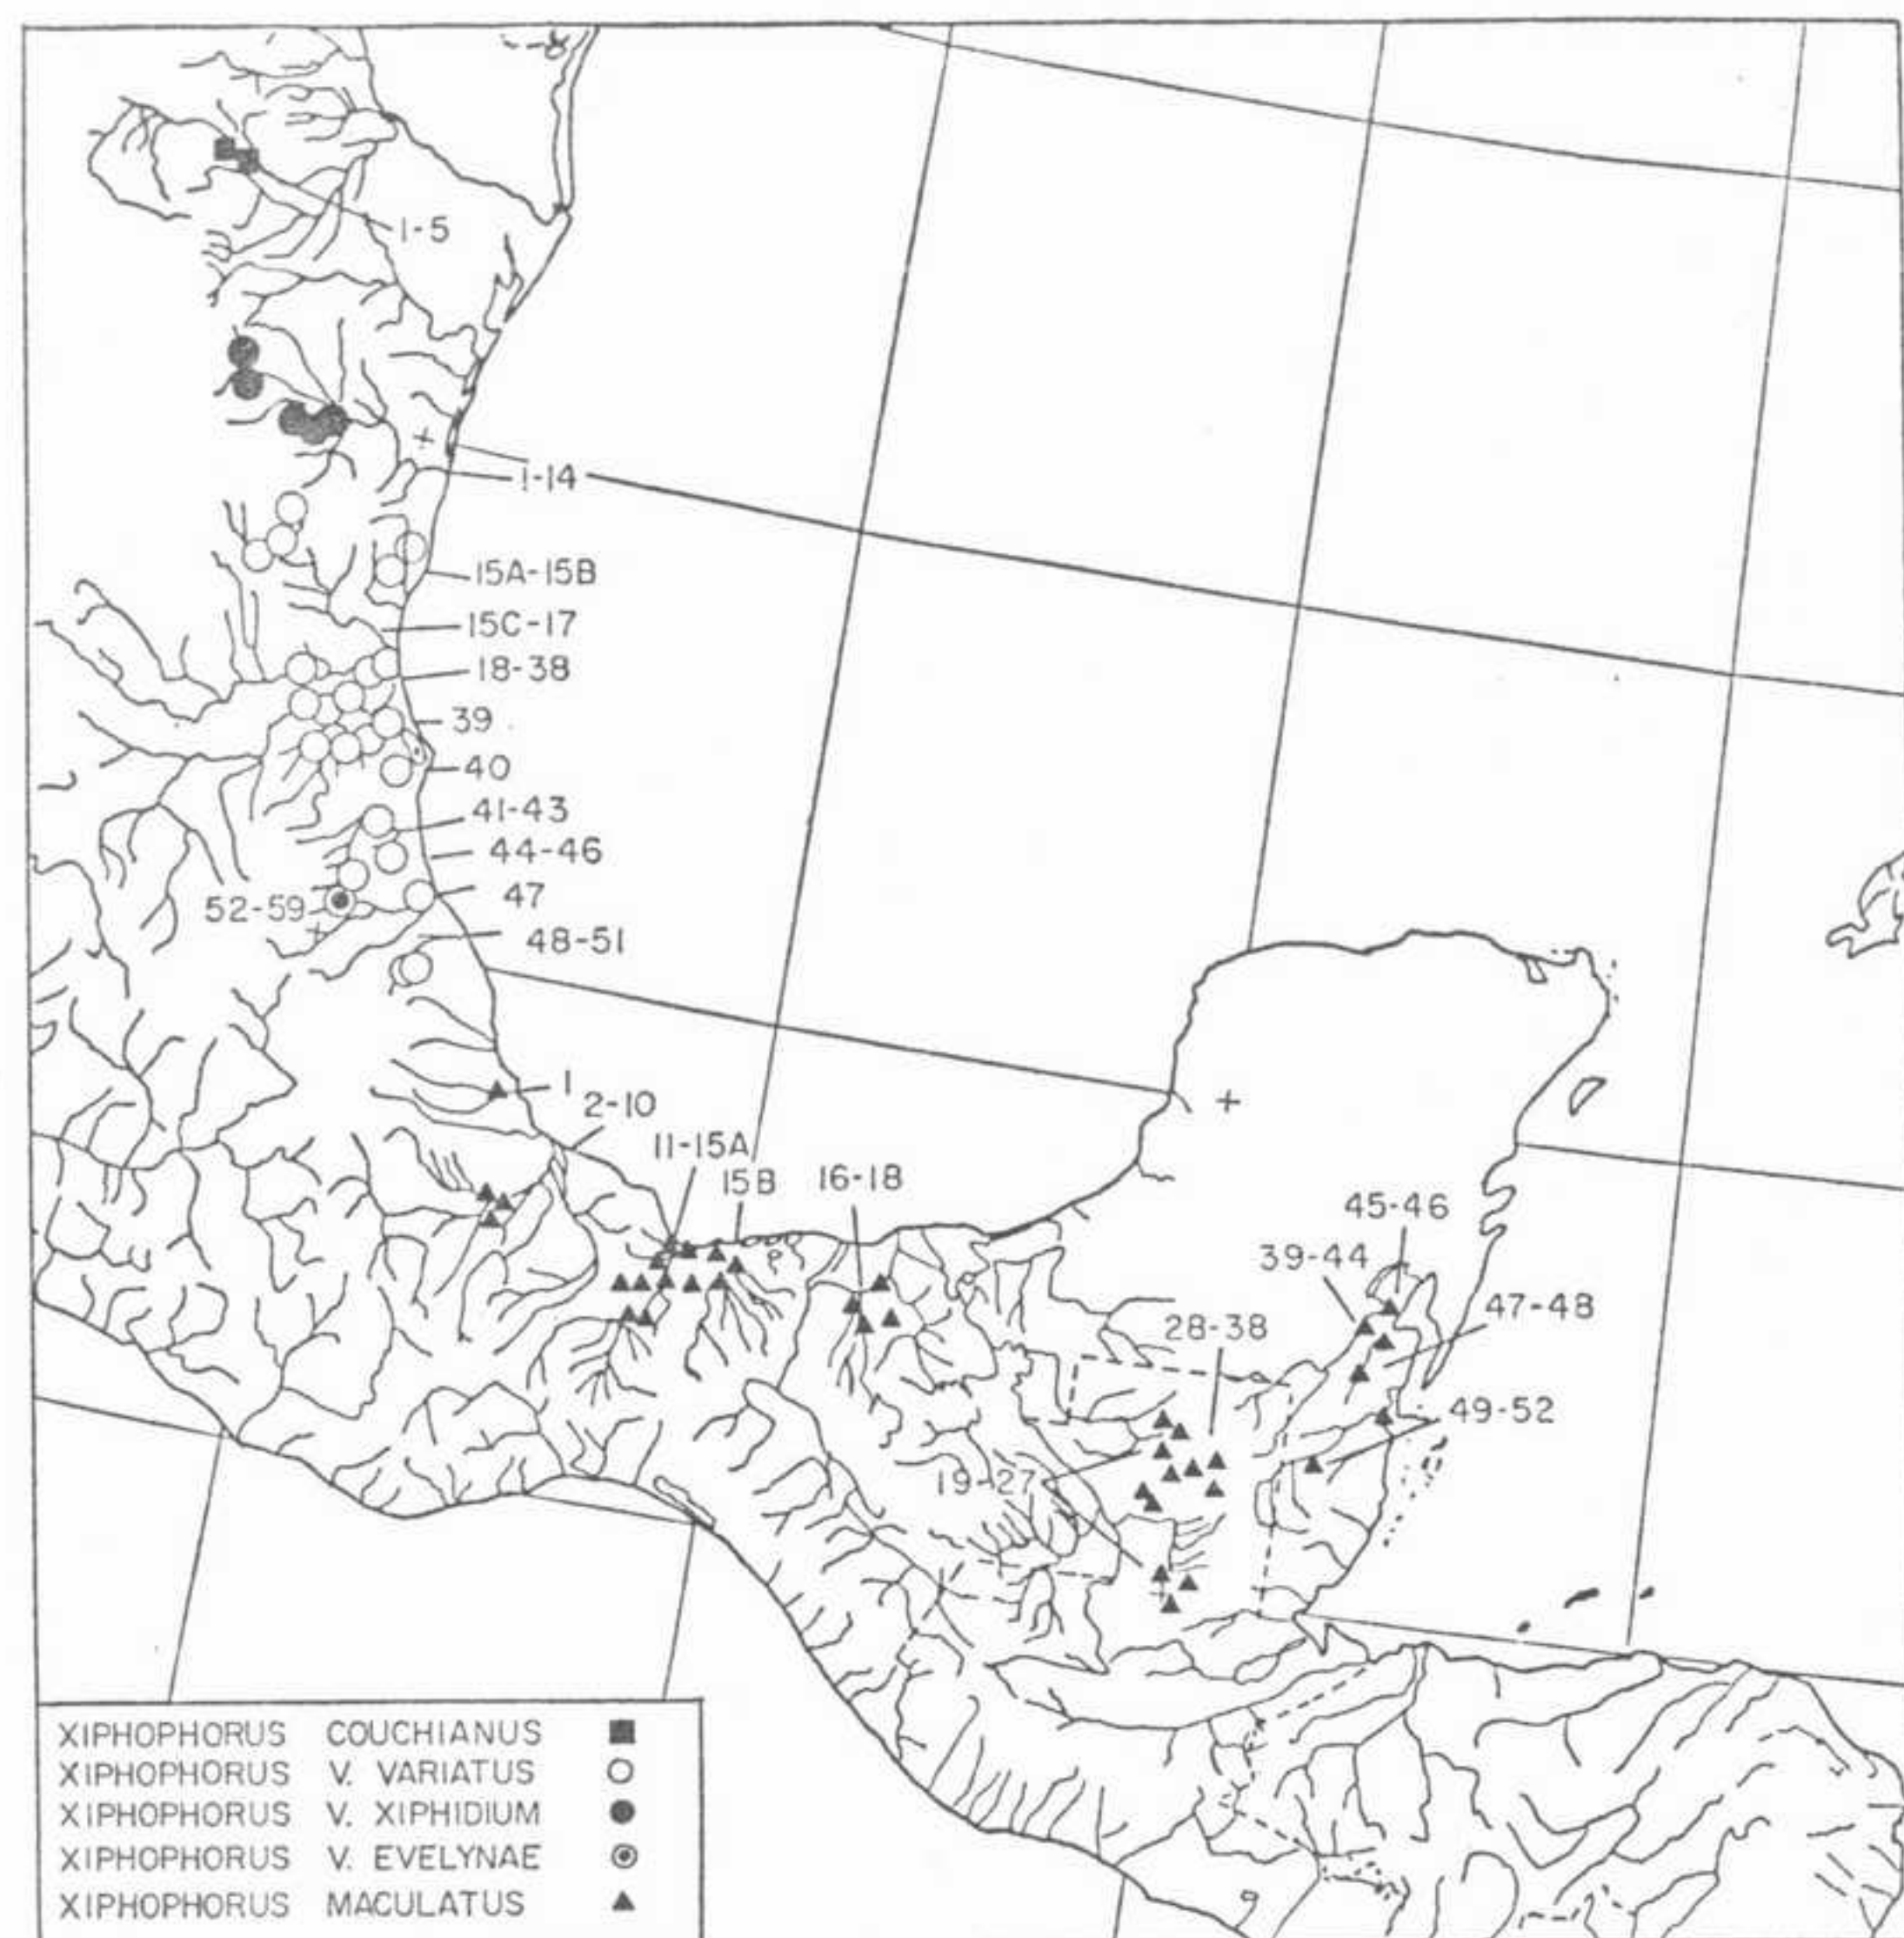 1-5
1-14
15A-15B
15C-17
18-38
39
40
41-43
44-46
52-59
47
48-51
1
2-10
11-15A
15B
16-18
45-46
39-44
47-48
28-38
49-52
19-27
XIPHOPHORUS COUCHIANUS
XIPHOPHORUS V. VARIATUS
XIPHOPHORUS V. XIPHIDIUM
XIPHOPHORUS V. EVELYNAE
XIPHOPHORUS MACULATUS